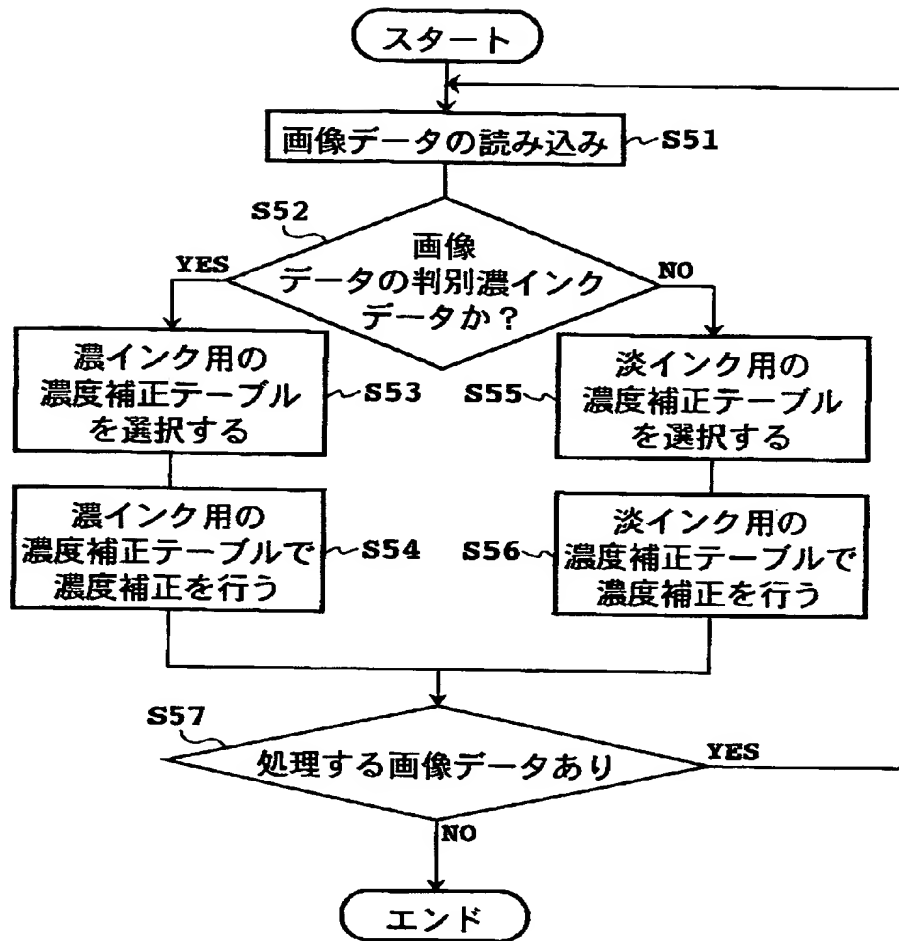 スタート
画像データの読み込み
S51
S52
画像
データの判別濃インク
データか?
YES
NO
濃インク用の
濃度補正テーブル
を選択する
S53
S55
淡インク用の
濃度補正テーブル
を選択する
濃インク用の
濃度補正テーブルで
濃度補正を行う
S54
S56
淡インク用の
濃度補正テーブルで
濃度補正を行う
S57
処理する画像データあり
YES
NO
エンド